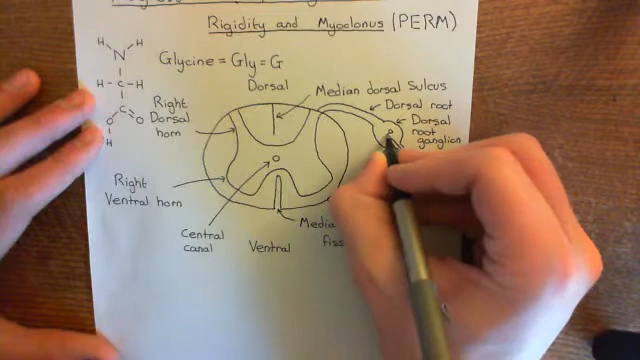 Rigidity and Myoclonus (PERM)
Glycine = Gly = G
H H
N
H - C - H
C
O O
H
Dorsal
Median dorsal Sulcus
Dorsal root
Dorsal root ganglion
Right Dorsal horn
Right Ventral horn
Central canal
Ventral